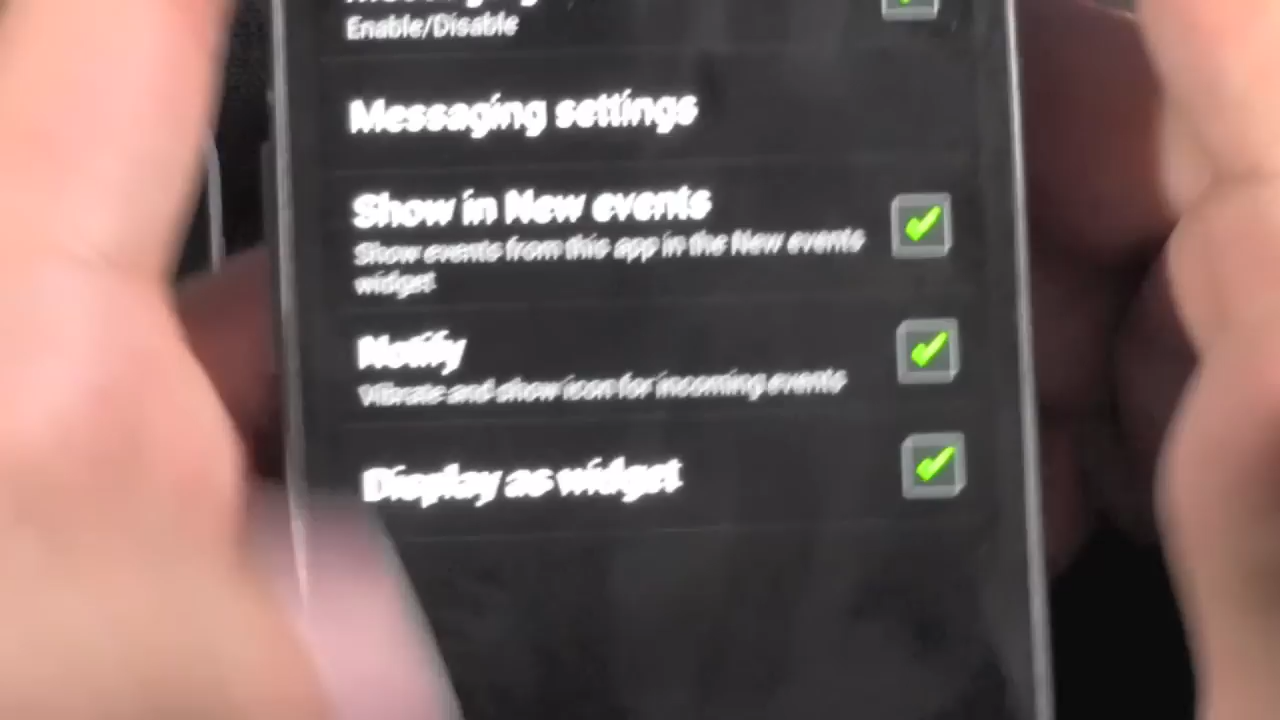 Messaging
Enable/Disable
Messaging settings
Show in New events
Show events from this app in the New events
widget
Notify
Vibrate and show icon for incoming events
Display as widget